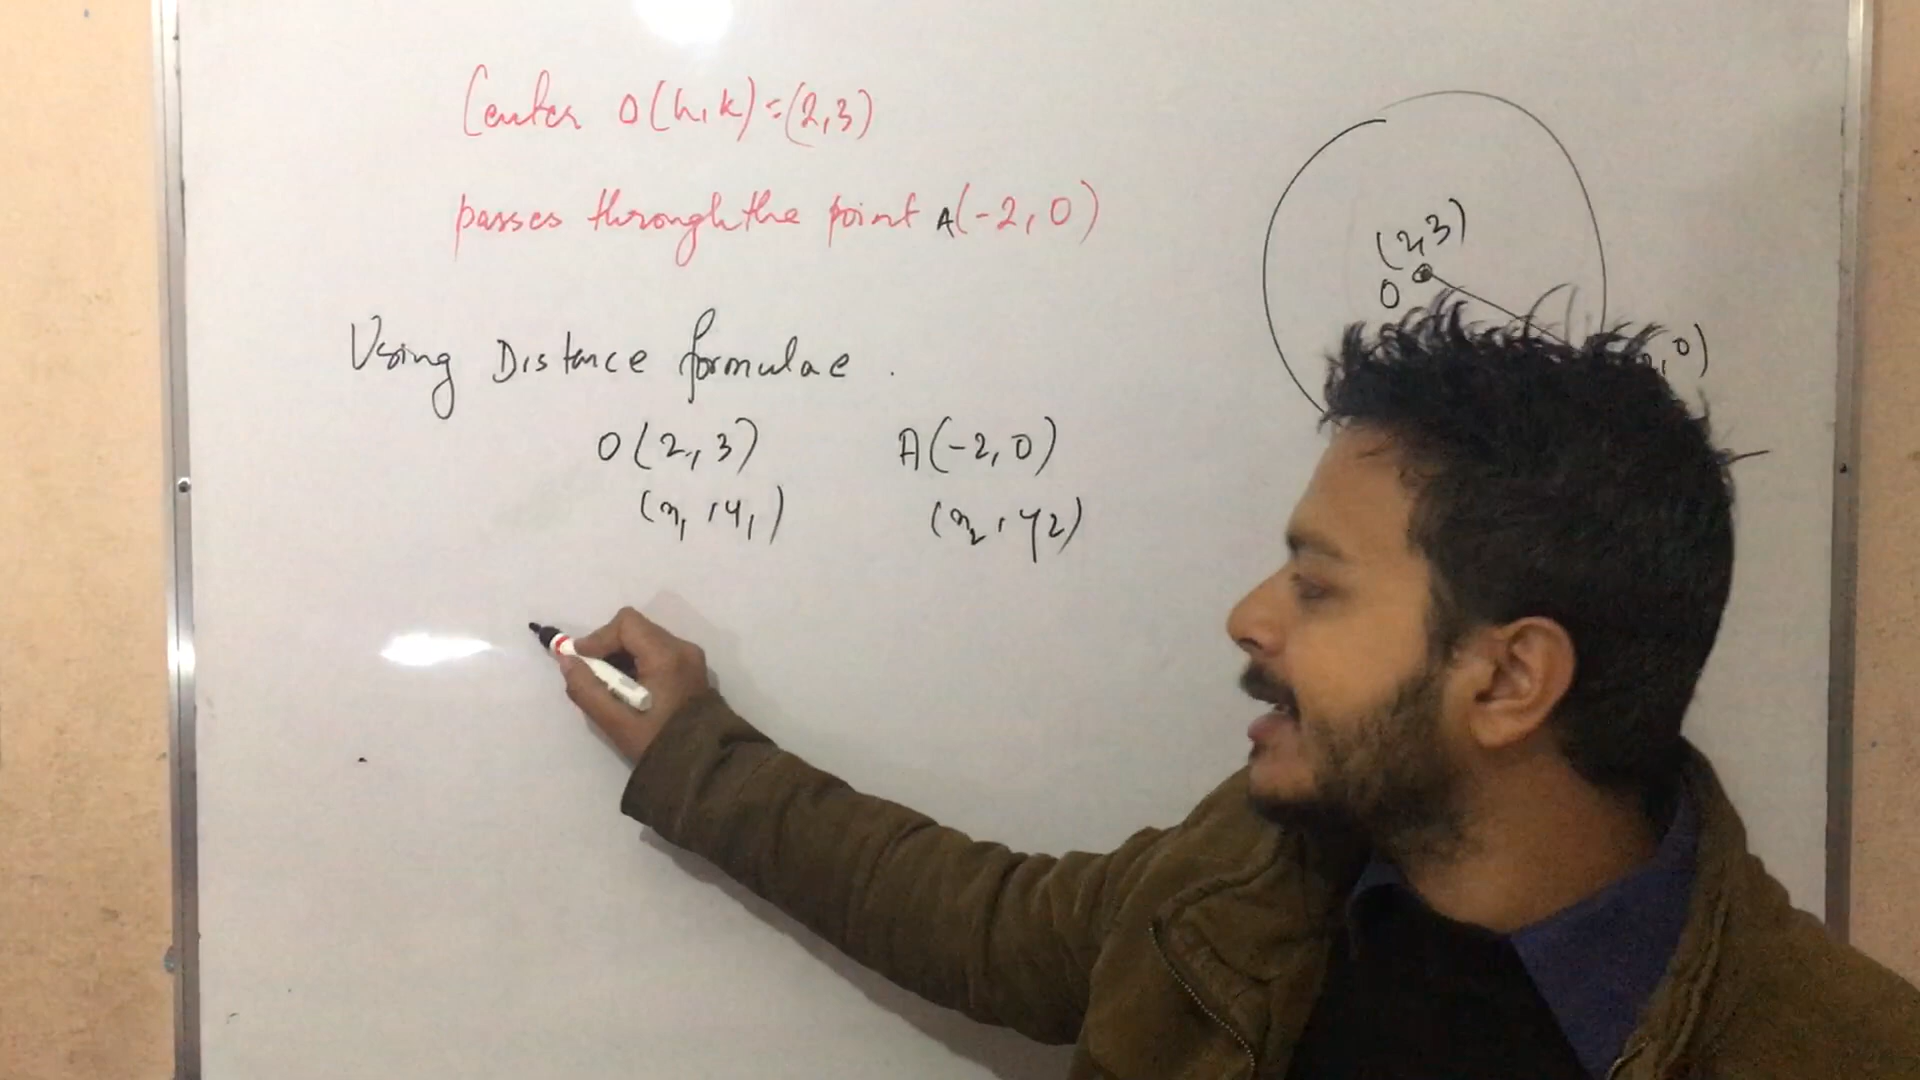 Center O(h,k)=(2,3)
passes through the point A(-2,0)
(2,3)
O
,0)
Using Distance formulae.
O(2,3) A(-2,0)
(x₁,y₁) (x₂,y₂)